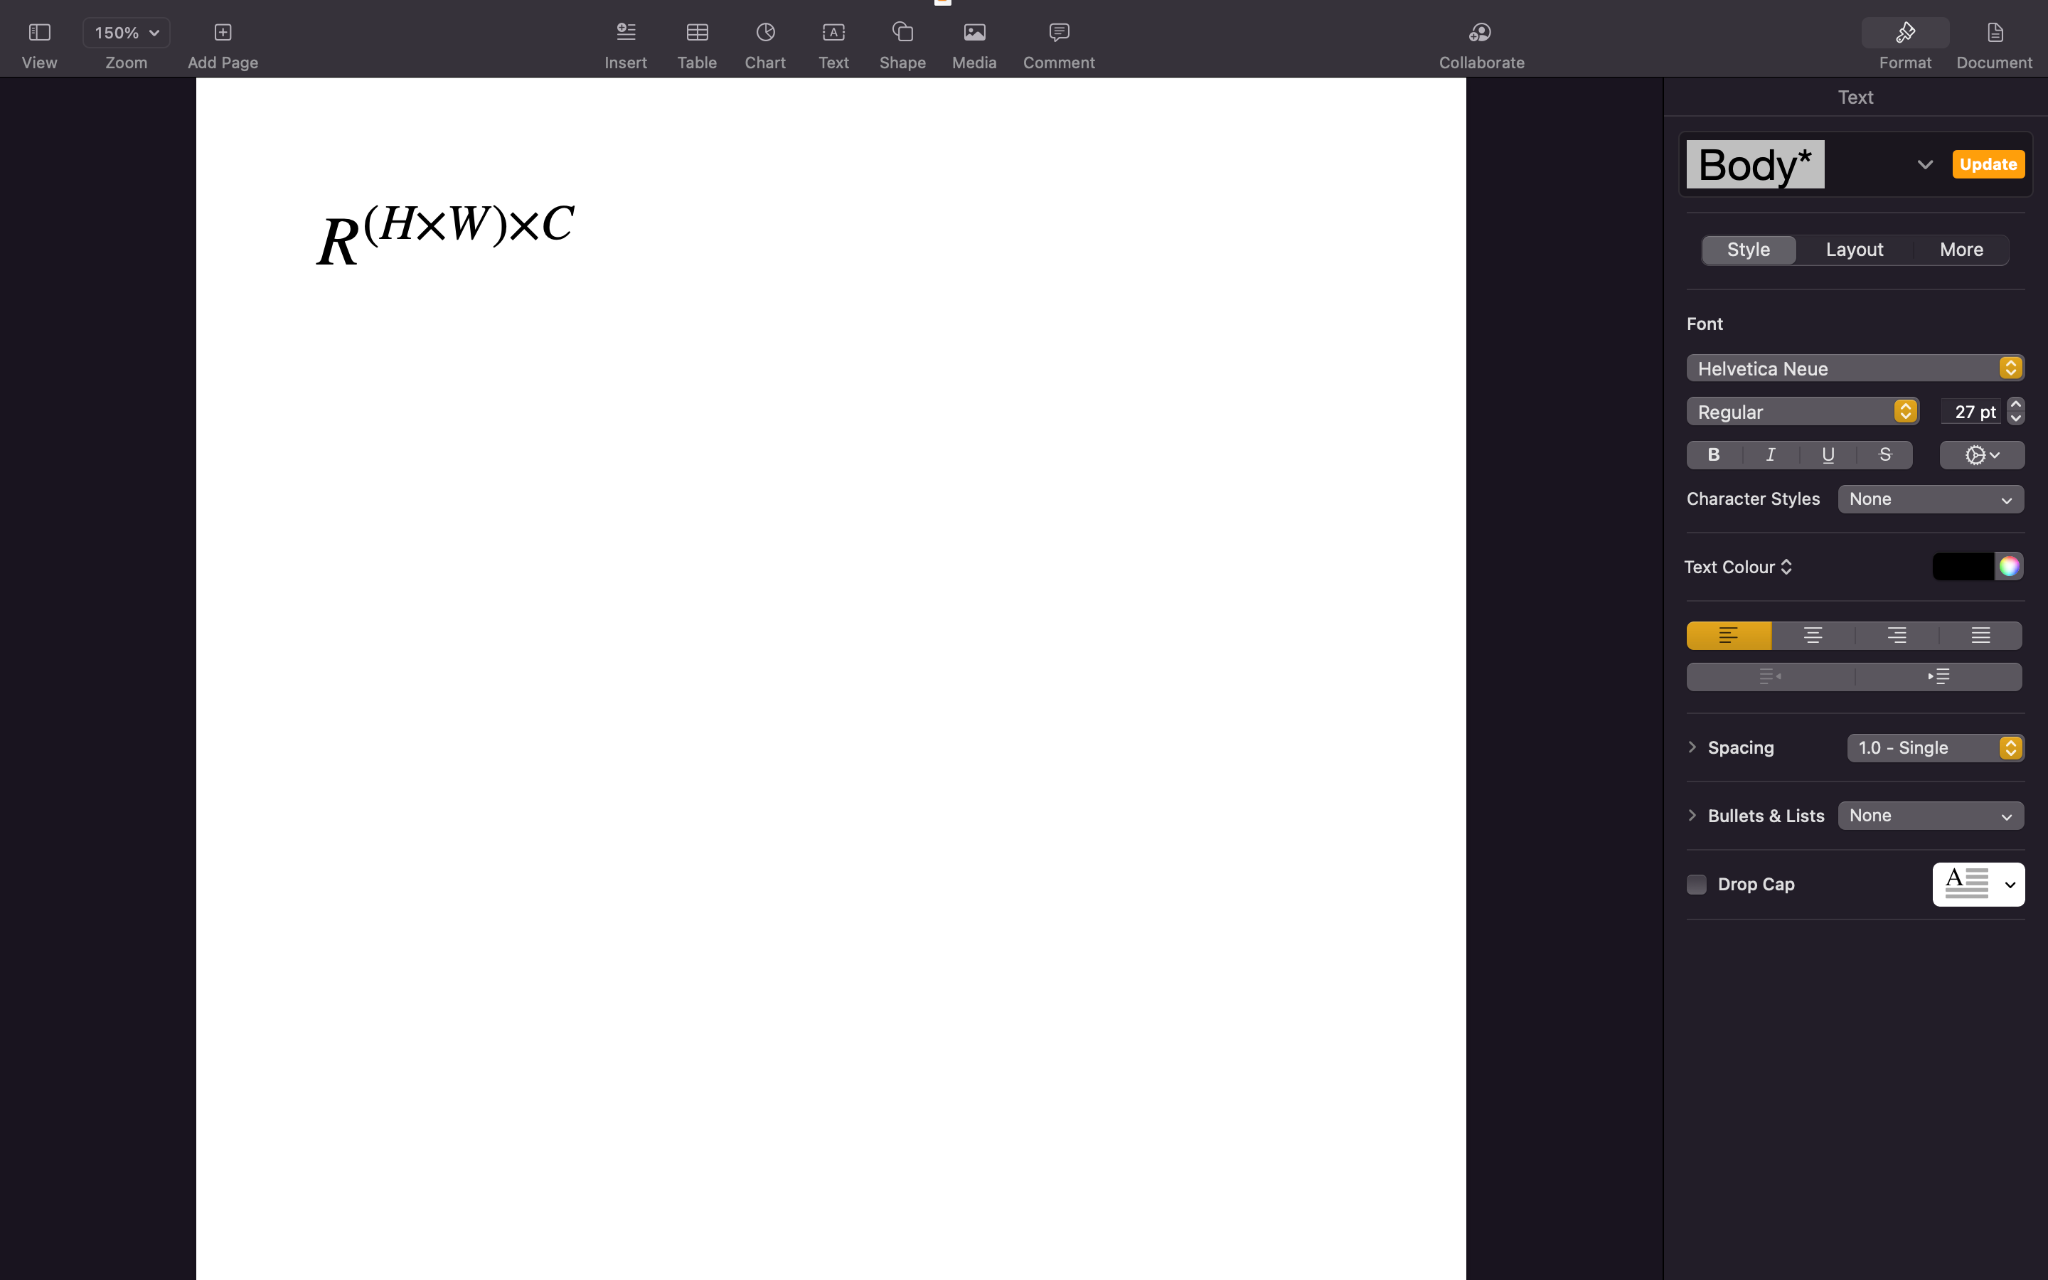 150%
View
Zoom
Add Page
Insert
Table
Chart
Text
Shape
Media
Comment
Collaborate
Format
Document
Text
Body*
Update
Style
Layout
More
R^(H×W)×C
Font
Helvetica Neue
Regular
27 pt
B I U S
Character Styles
None
Text Colour
Spacing
1.0 - Single
Bullets & Lists
None
Drop Cap
A